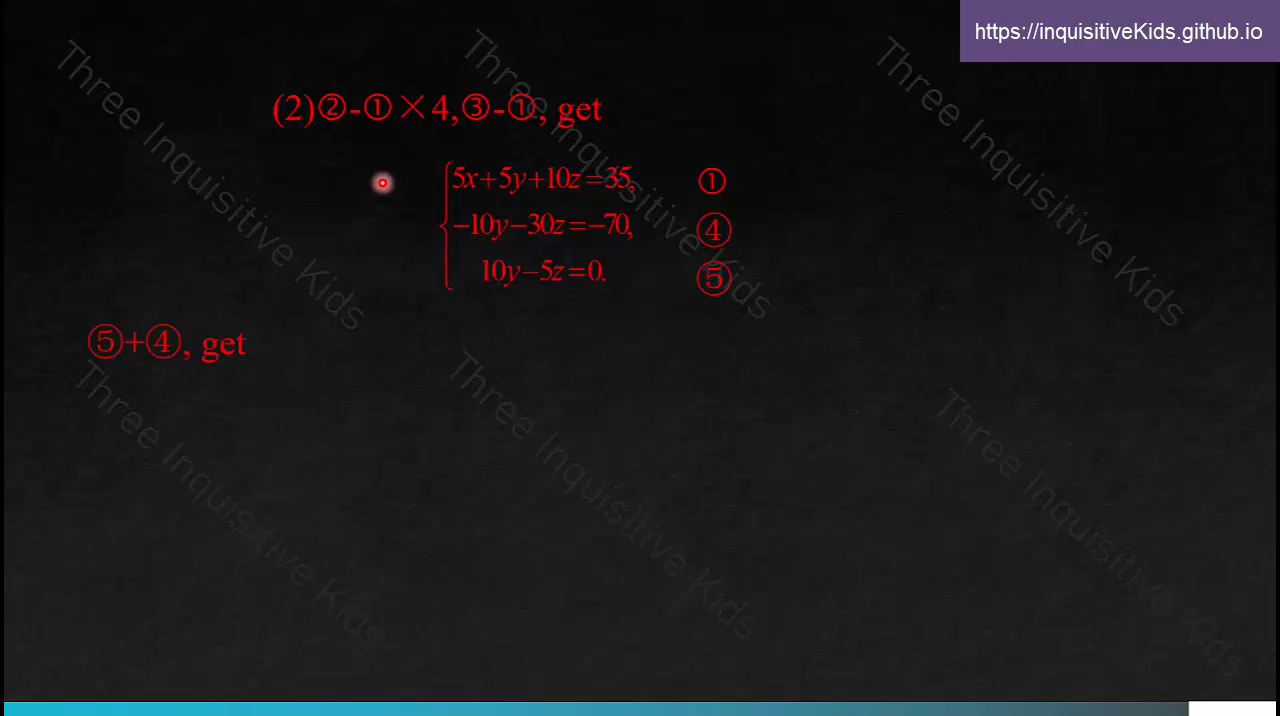 https://inquisitiveKids.github.io
(2)②-①×4,③-①, get
5x+5y+10z=35, ①
-10y-30z=-70, ④
10y-5z=0. ⑤
⑤+④, get
Three Inquisitive Kids
Three Inquisitive Kids
Three Inquisitive Kids
Three Inquisitive Kids
Three Inquisitive Kids
Three Inquisitive Kids